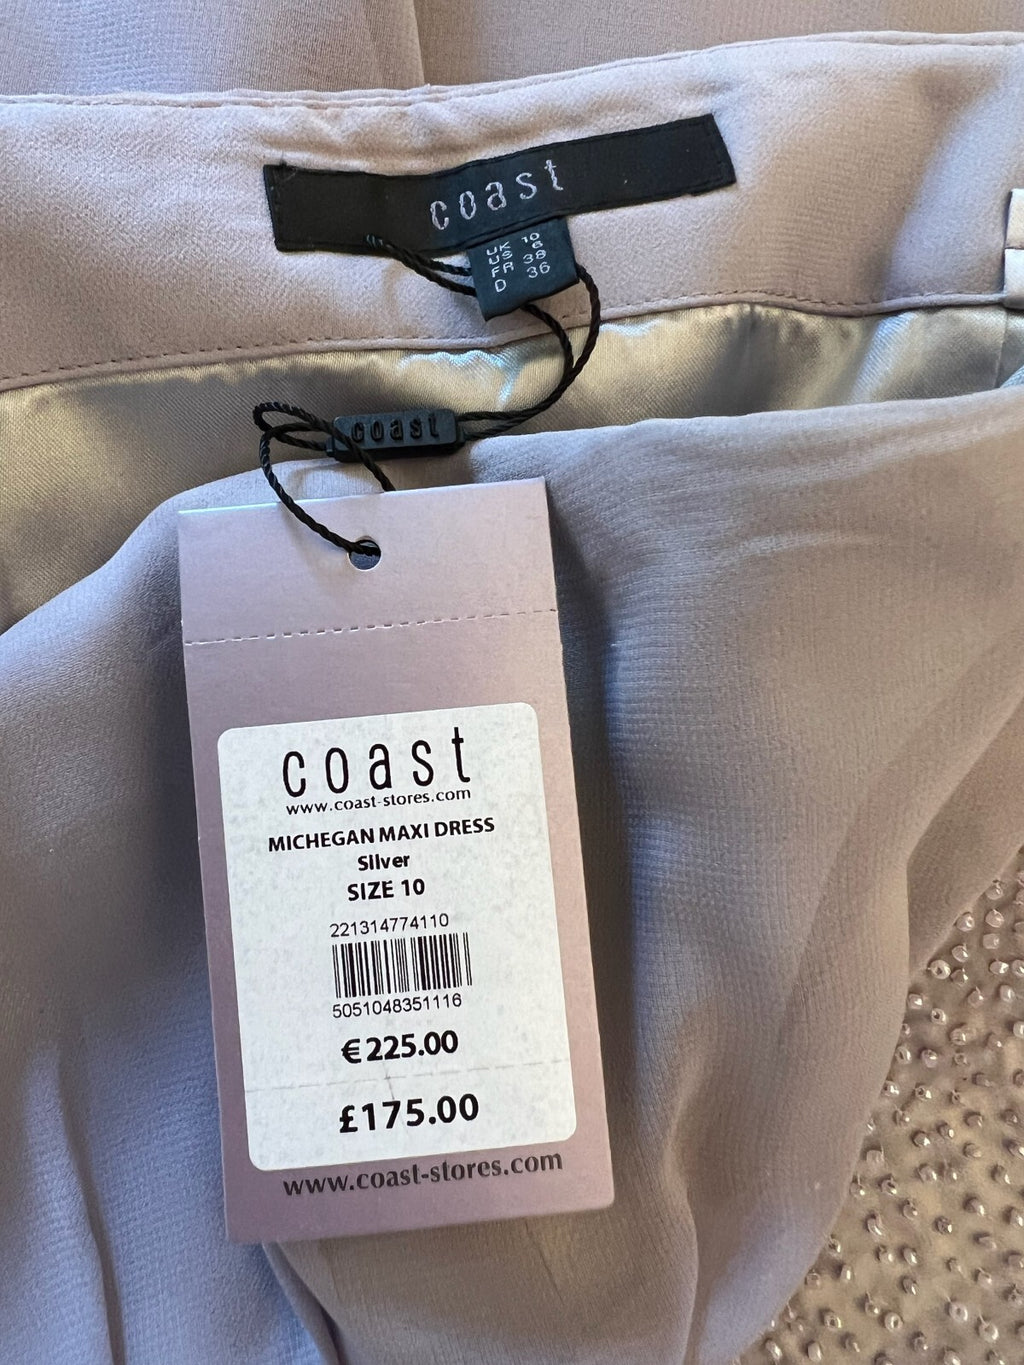 coast
UK 10
US 6
FR 38
D 36
coast
coast
www.coast-stores.com
MICHEGAN MAXI DRESS
Silver
SIZE 10
221314774110
5051048351116
€225.00
£175.00
www.coast-stores.com